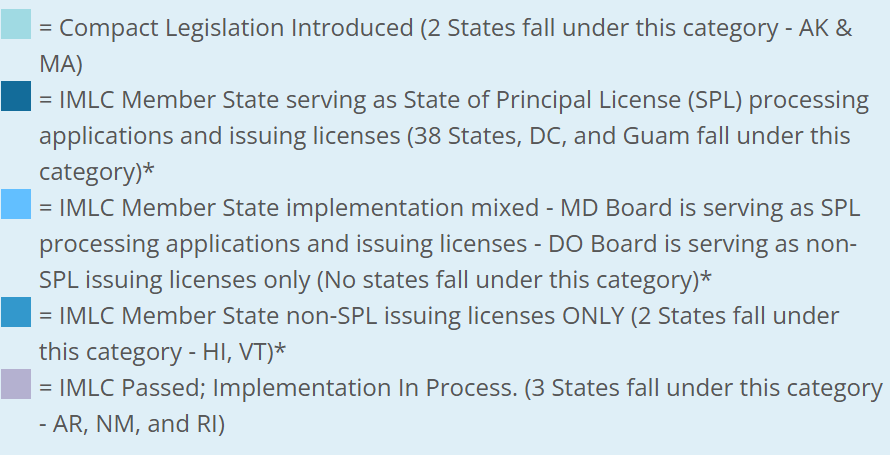 = Compact Legislation Introduced (2 States fall under this category - AK &
MA)
= IMLC Member State serving as State of Principal License (SPL) processing
applications and issuing licenses (38 States, DC, and Guam fall under this
category)*
= IMLC Member State implementation mixed - MD Board is serving as SPL
processing applications and issuing licenses - DO Board is serving as non-
SPL issuing licenses only (No states fall under this category)*
= IMLC Member State non-SPL issuing licenses ONLY (2 States fall under
this category - HI, VT)*
= IMLC Passed; Implementation In Process. (3 States fall under this category
- AR, NM, and RI)